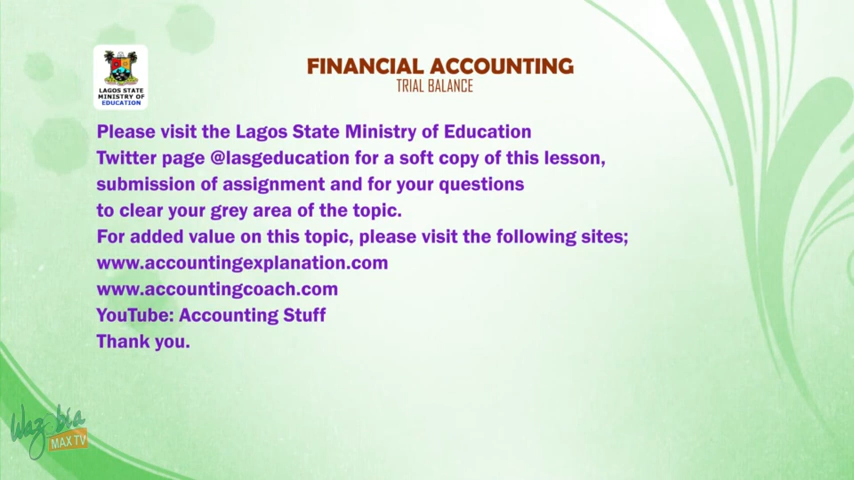 LAGOS STATE
MINISTRY OF
EDUCATION
FINANCIAL ACCOUNTING
TRIAL BALANCE
Please visit the Lagos State Ministry of Education
Twitter page @lasgeducation for a soft copy of this lesson,
submission of assignment and for your questions
to clear your grey area of the topic.
For added value on this topic, please visit the following sites;
www.accountingexplanation.com
www.accountingcoach.com
YouTube: Accounting Stuff
Thank you.
Wazobia
MAX TV